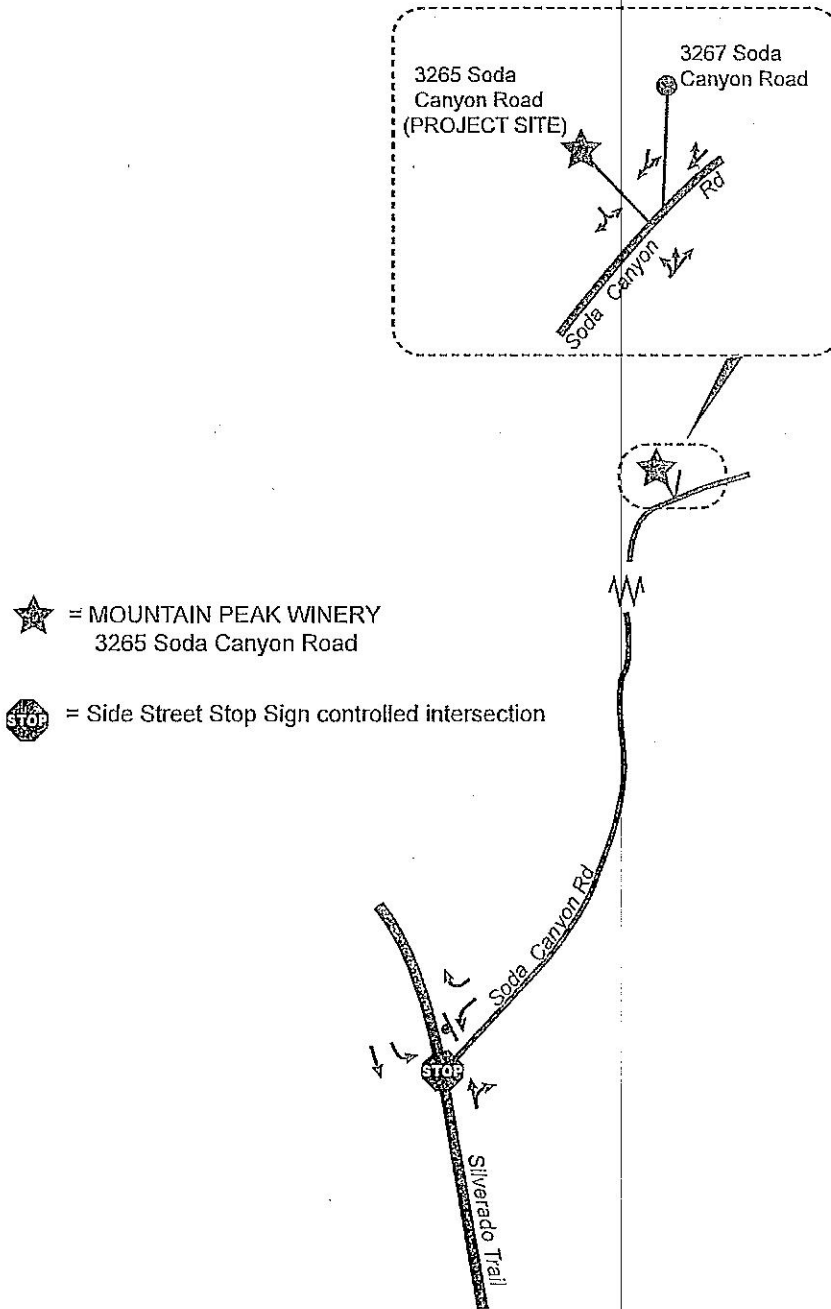 3265 Soda
Canyon Road
(PROJECT SITE)
3267 Soda
Canyon Road
Soda Canyon Rd
= MOUNTAIN PEAK WINERY
3265 Soda Canyon Road
STOP = Side Street Stop Sign controlled intersection
Soda Canyon Rd
STOP
Silverado Trail